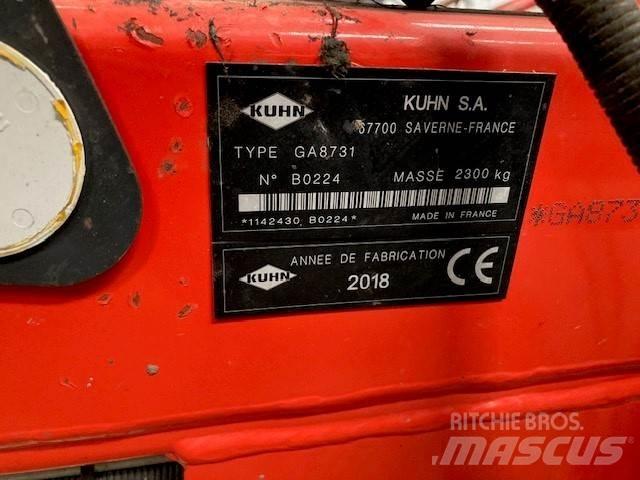 KUHN
KUHN S.A.
67700 SAVERNE-FRANCE
TYPE GA8731
N° B0224 MASSE 2300 kg
*1142430 B0224* MADE IN FRANCE
*GA873
KUHN
ANNEE DE FABRICATION
2018
CE
RITCHIE BROS.
MASCUS